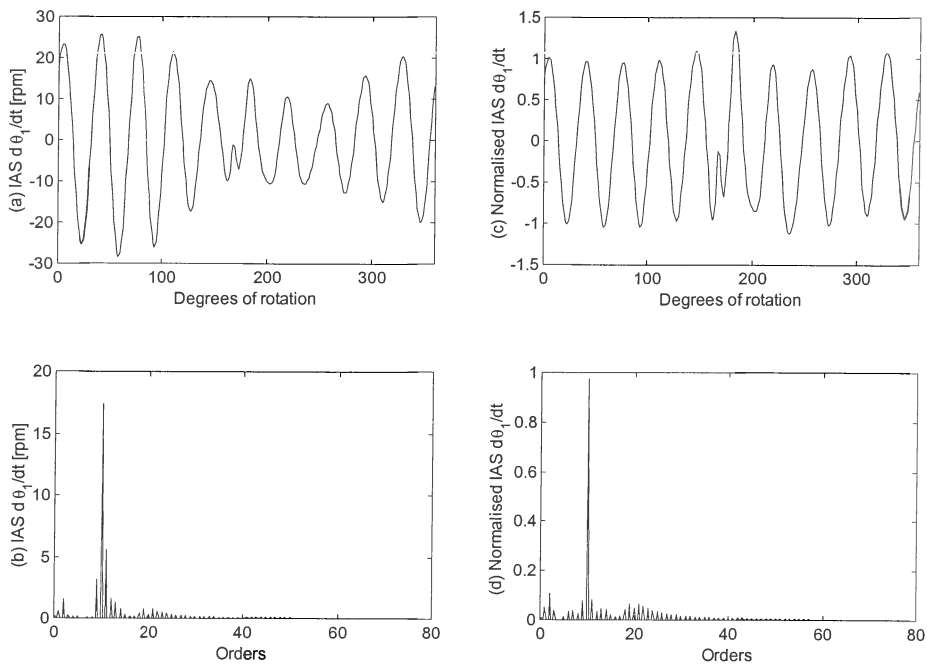 (a) IAS d θ1/dt [rpm]
30
20
10
0
-10
-20
-30
0 100 200 300
Degrees of rotation
(c) Normalised IAS dθ1/dt
1.5
1
0.5
0
-0.5
-1
-1.5
0 100 200 300
Degrees of rotation
(b) IAS d θ1/dt [rpm]
20
15
10
5
0
0 20 40 60 80
Orders
(d) Normalised IAS dθ1/dt
1
0.8
0.6
0.4
0.2
0
0 20 40 60 80
Orders